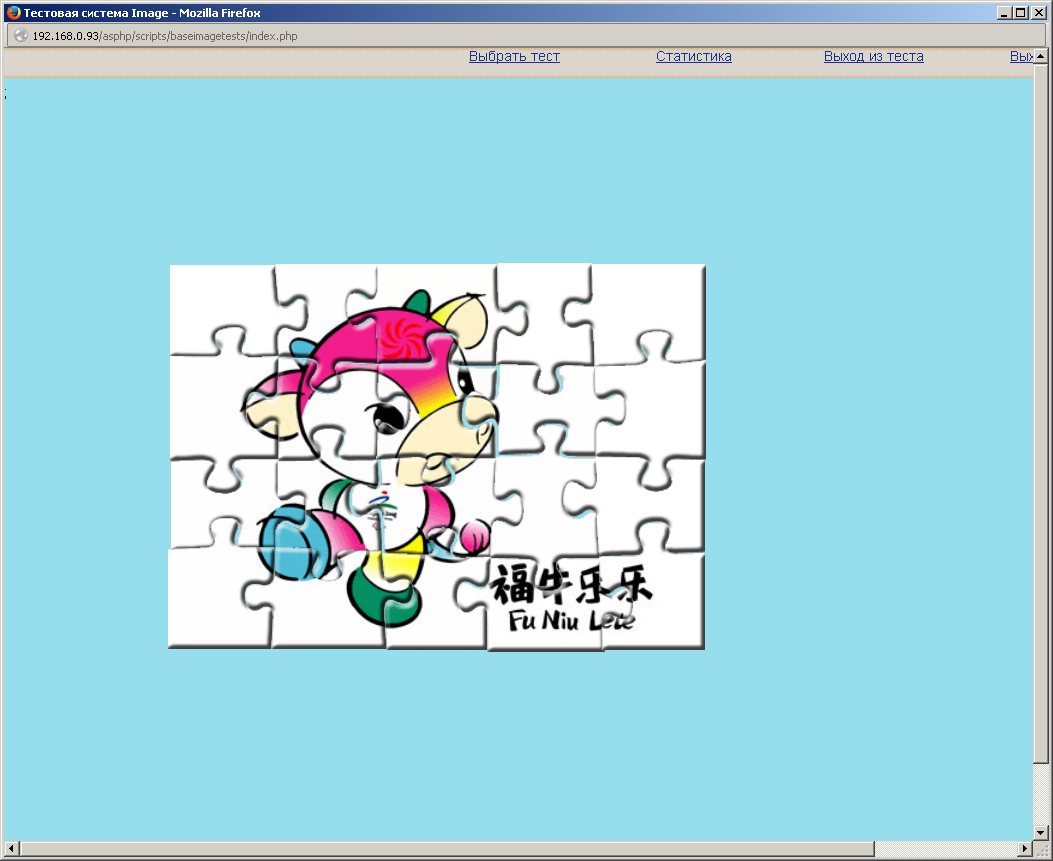 Тестовая система Image - Mozilla Firefox
192.168.0.93/asphp/scripts/baseimagetests/index.php
Выбрать тест Статистика Выход из теста Вых
;
福牛乐乐
Fu Niu Lele